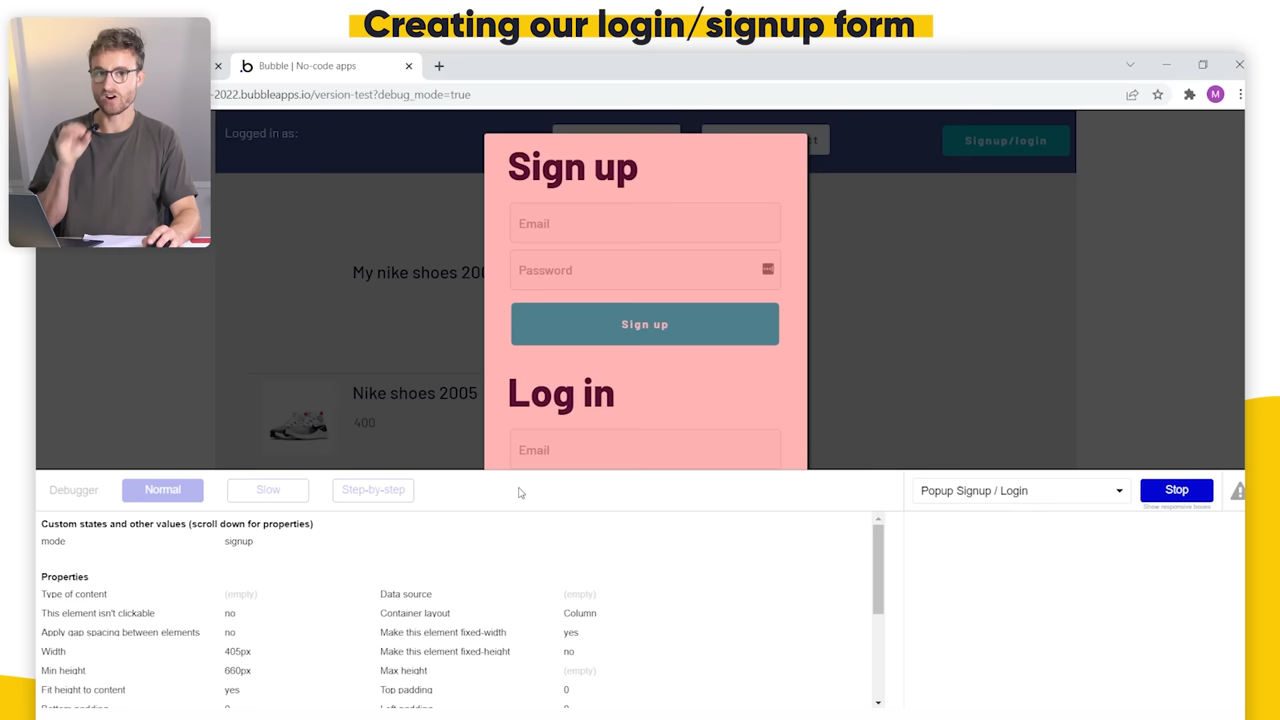 Creating our login/signup form
Bubble | No-code apps
-2022.bubbleapps.io/version-test?debug_mode=true
M
Logged in as:
Signup/login
Sign up
Email
Password
Sign up
My nike shoes 200
Nike shoes 2005
400
Log in
Email
Debugger
Normal
Slow
Step-by-step
Popup Signup / Login
Stop
Show responsive boxes
Custom states and other values (scroll down for properties)
mode signup
Properties
Type of content (empty) Data source (empty)
This element isn't clickable no Container layout Column
Apply gap spacing between elements no Make this element fixed-width yes
Width 405px Make this element fixed-height no
Min height 660px Max height (empty)
Fit height to content yes Top padding 0